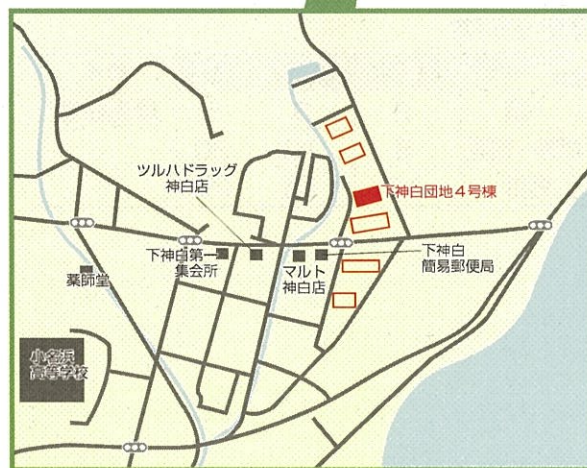 ツルハドラッグ
神白店
下神白団地4号棟
下神白第一
集会所
マルト
神白店
下神白
簡易郵便局
薬師堂
小名浜
高等学校